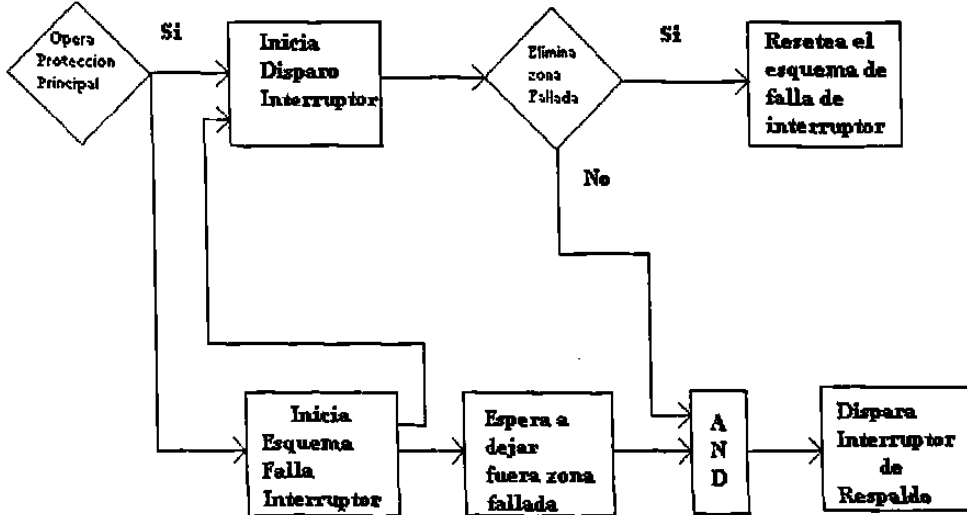 Opera
Proteccion
Principal
Si
Inicia
Disparo
Interruptor
Elimina
zona
Fallada
Si
Resetea el
esquema de
falla de
interruptor
No
Inicia
Esquema
Falla
Interruptor
Espera a
dejar
fuera zona
fallada
A
N
D
Dispara
Interruptor
de
Respaldo